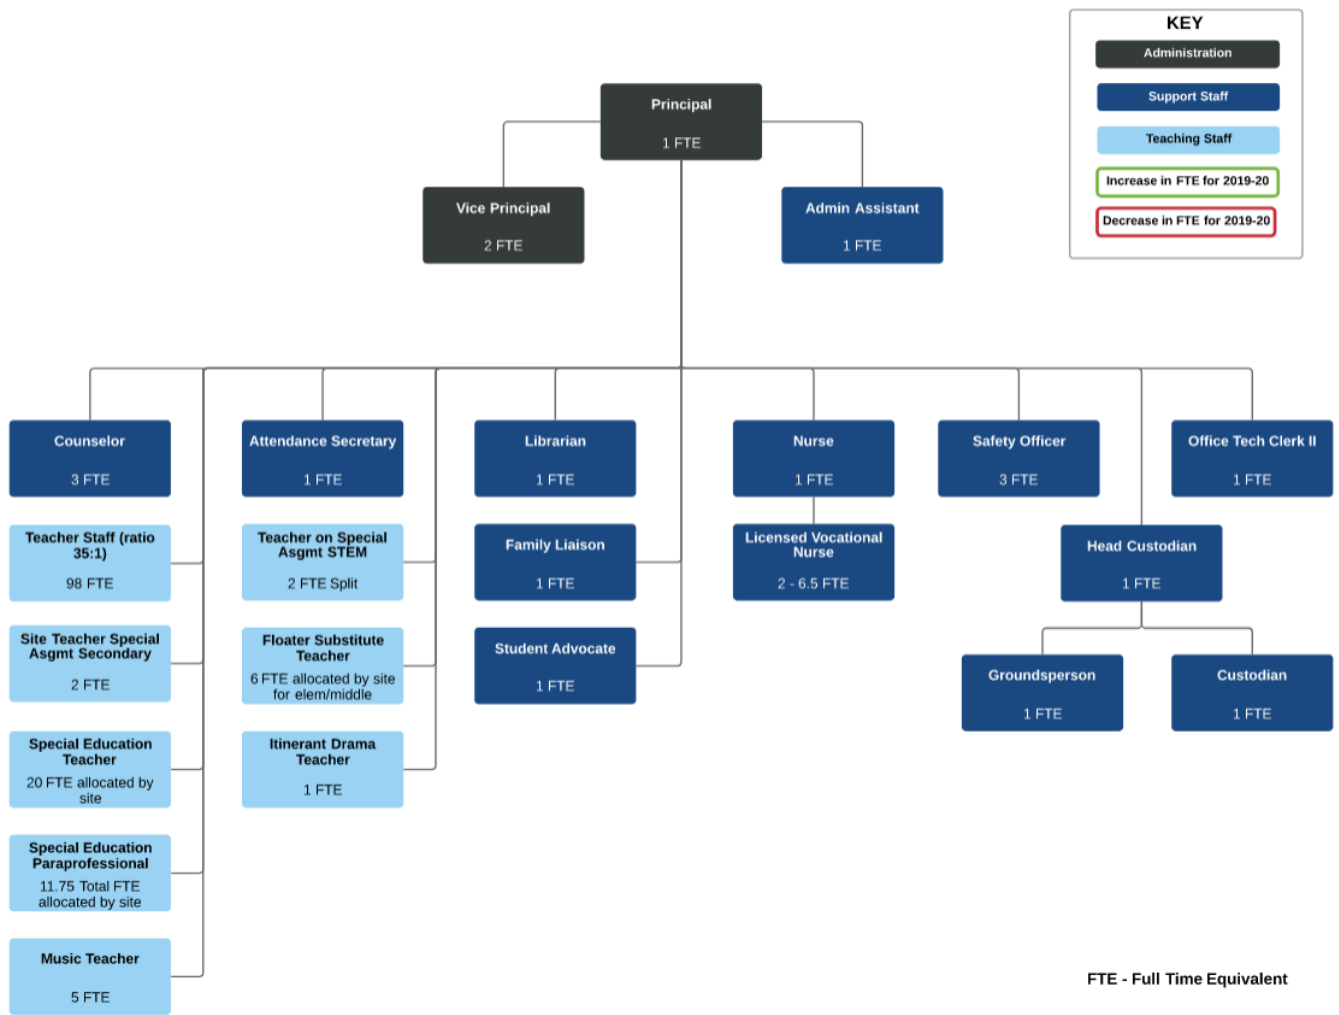 KEY
Administration
Support Staff
Teaching Staff
Increase in FTE for 2019-20
Decrease in FTE for 2019-20
Principal
1 FTE
Vice Principal
2 FTE
Admin Assistant
1 FTE
Counselor
3 FTE
Attendance Secretary
1 FTE
Librarian
1 FTE
Nurse
1 FTE
Safety Officer
3 FTE
Office Tech Clerk II
1 FTE
Teacher Staff (ratio
35:1)
98 FTE
Teacher on Special
Asgmt STEM
2 FTE Split
Family Liaison
1 FTE
Licensed Vocational
Nurse
2 - 6.5 FTE
Head Custodian
1 FTE
Site Teacher Special
Asgmt Secondary
2 FTE
Floater Substitute
Teacher
6 FTE allocated by site
for elem/middle
Student Advocate
1 FTE
Groundsperson
1 FTE
Custodian
1 FTE
Special Education
Teacher
20 FTE allocated by
site
Itinerant Drama
Teacher
1 FTE
Special Education
Paraprofessional
11.75 Total FTE
allocated by site
Music Teacher
5 FTE
FTE - Full Time Equivalent